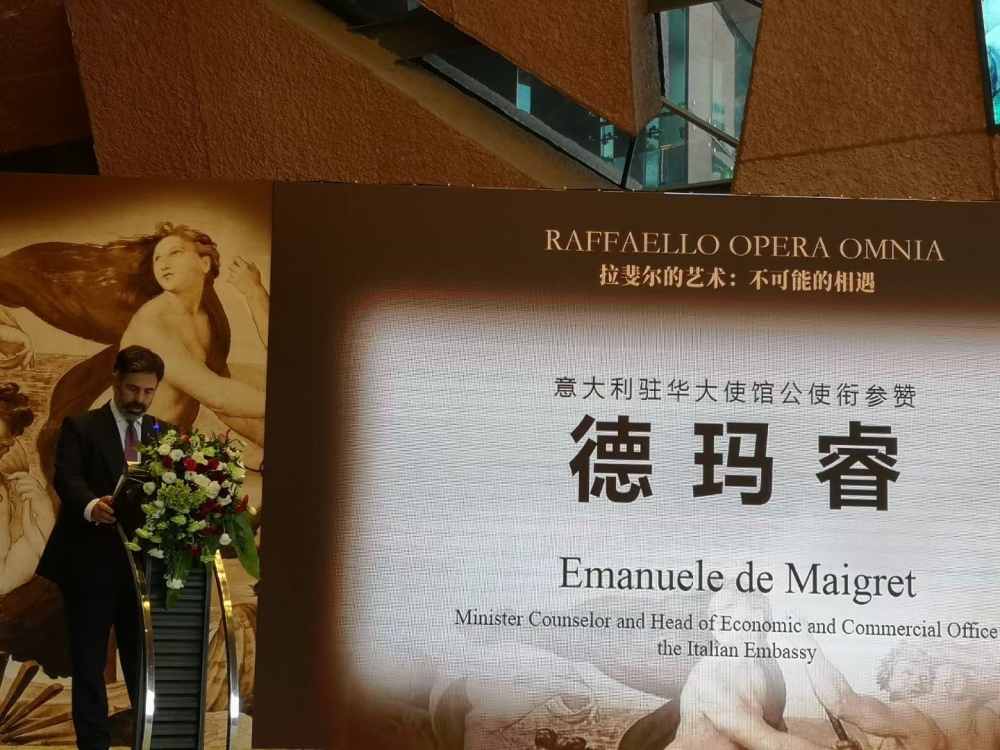 RAFFAELLO OPERA OMNIA
拉斐尔的艺术：不可能的相遇
意大利驻华大使馆公使衔参赞
德玛睿
Emanuele de Maigret
Minister Counselor and Head of Economic and Commercial Office
the Italian Embassy